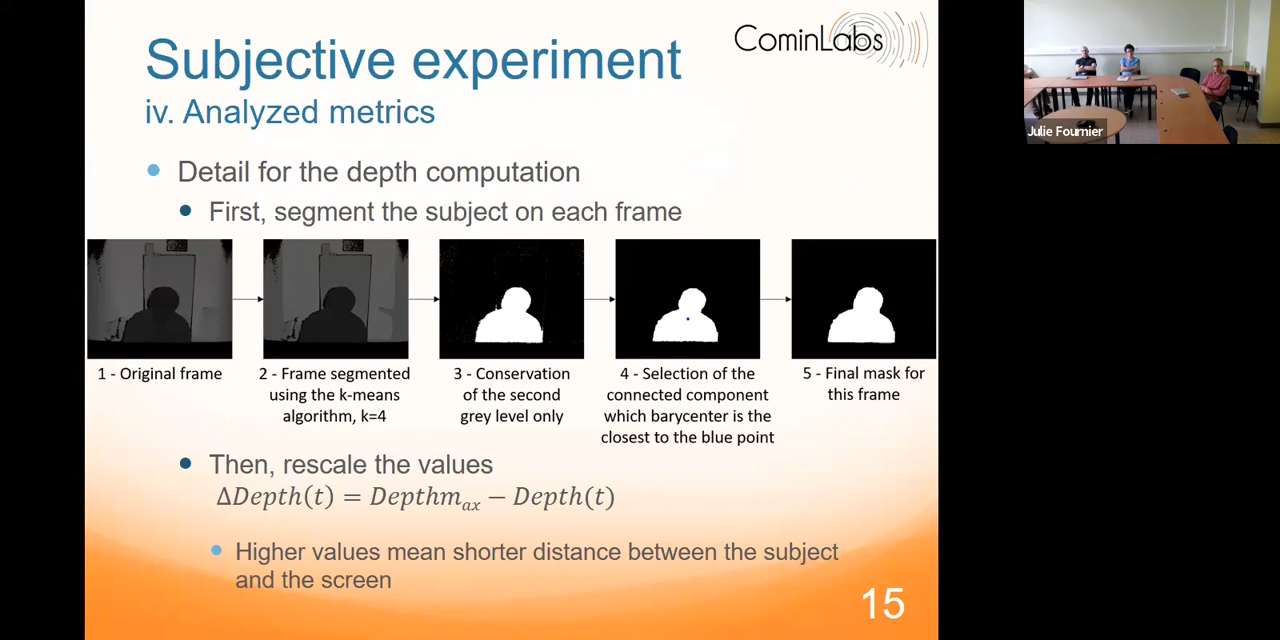 Subjective experiment
CominLabs
iv. Analyzed metrics
Detail for the depth computation
First, segment the subject on each frame
1 - Original frame
2 - Frame segmented
using the k-means
algorithm, k=4
3 - Conservation
of the second
grey level only
4 - Selection of the
connected component
which barycenter is the
closest to the blue point
5 - Final mask for
this frame
Then, rescale the values
ΔDepth(t) = Depthm_ax − Depth(t)
Higher values mean shorter distance between the subject
and the screen
15
Julie Fournier